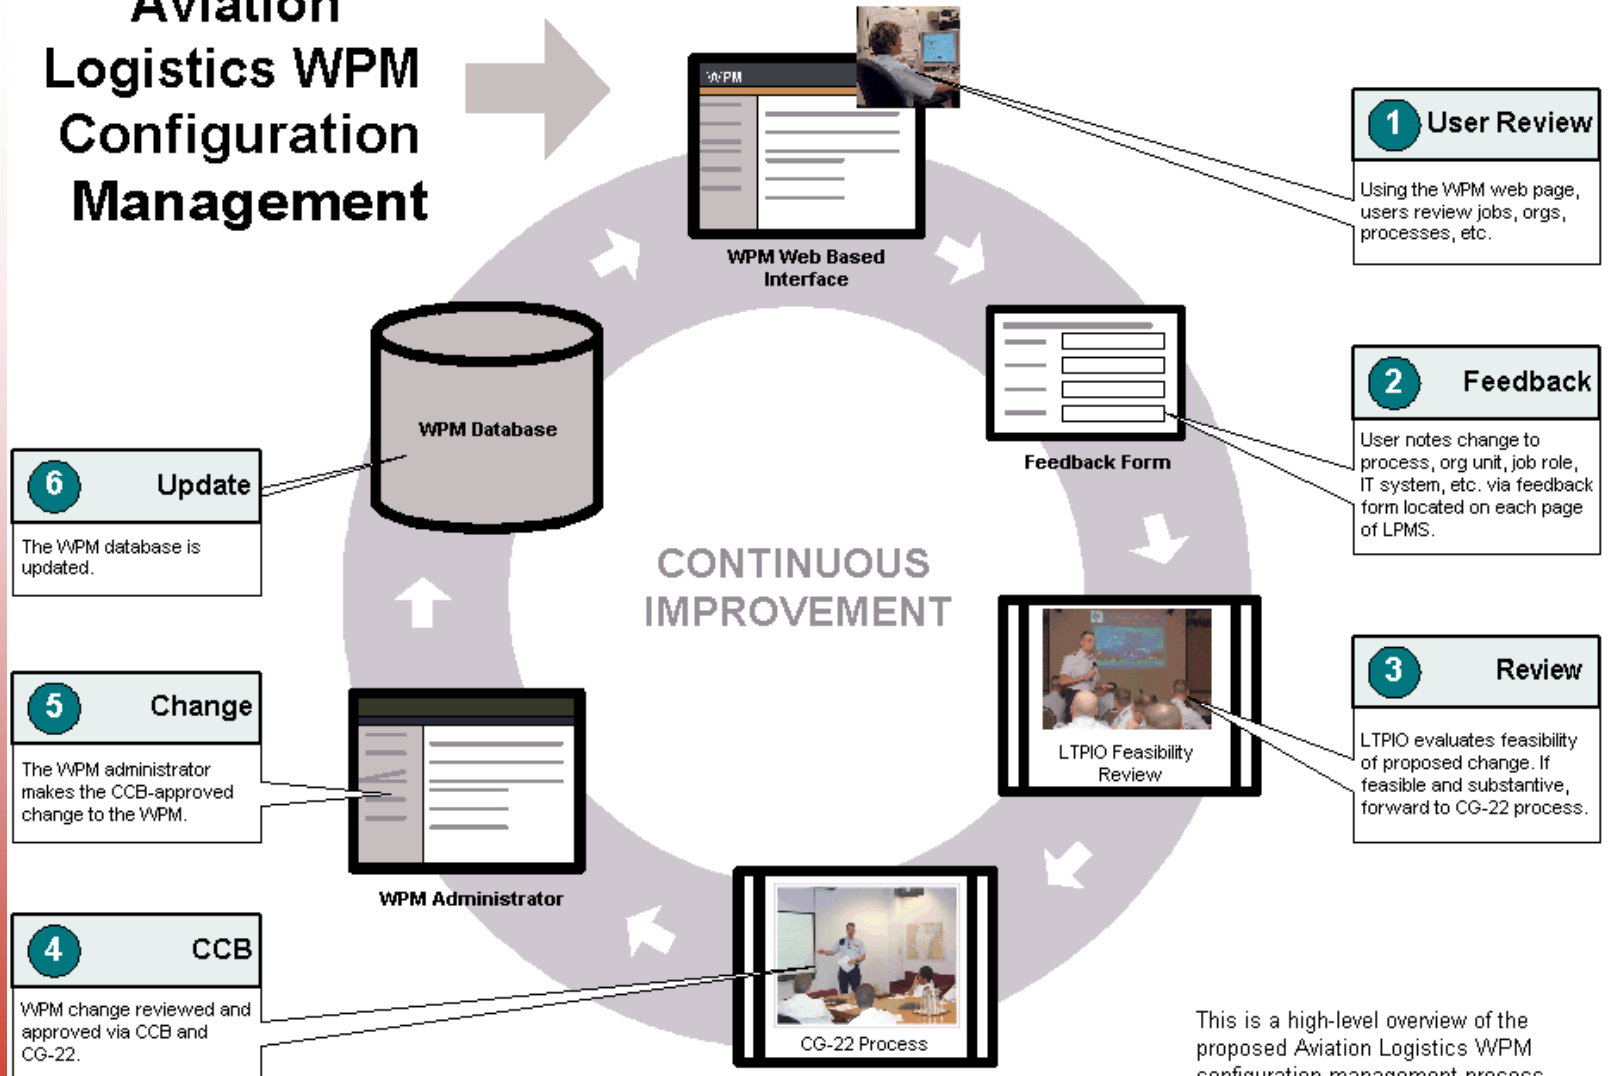 Aviation
Logistics WPM
Configuration
Management
WPM
WPM Web Based
Interface
1 User Review
Using the WPM web page,
users review jobs, orgs,
processes, etc.
Feedback Form
2 Feedback
User notes change to
process, org unit, job role,
IT system, etc. via feedback
form located on each page
of LPMS.
LTPIO Feasibility
Review
3 Review
LTPIO evaluates feasibility
of proposed change. If
feasible and substantive,
forward to CG-22 process.
CG-22 Process
4 CCB
WPM change reviewed and
approved via CCB and
CG-22.
WPM Administrator
5 Change
The WPM administrator
makes the CCB-approved
change to the WPM.
WPM Database
6 Update
The WPM database is
updated.
CONTINUOUS
IMPROVEMENT
This is a high-level overview of the
proposed Aviation Logistics WPM
configuration management process